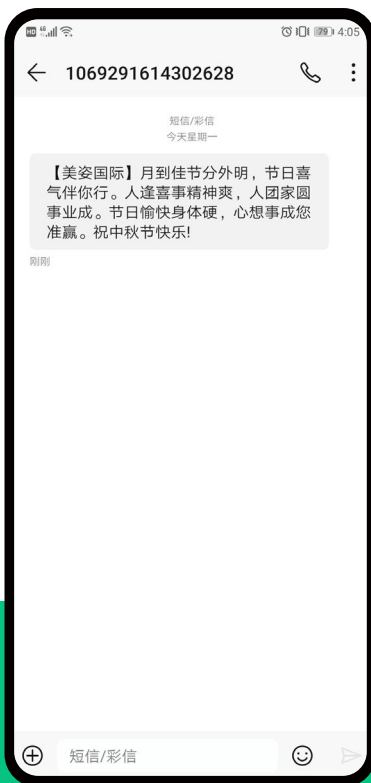 HD 46 79 4:05
1069291614302628
短信/彩信
今天星期一
【美姿国际】月到佳节分外明，节日喜
气伴你行。人逢喜事精神爽，人团家圆
事业成。节日愉快身体硬，心想事成您
准赢。祝中秋节快乐!
刚刚
短信/彩信